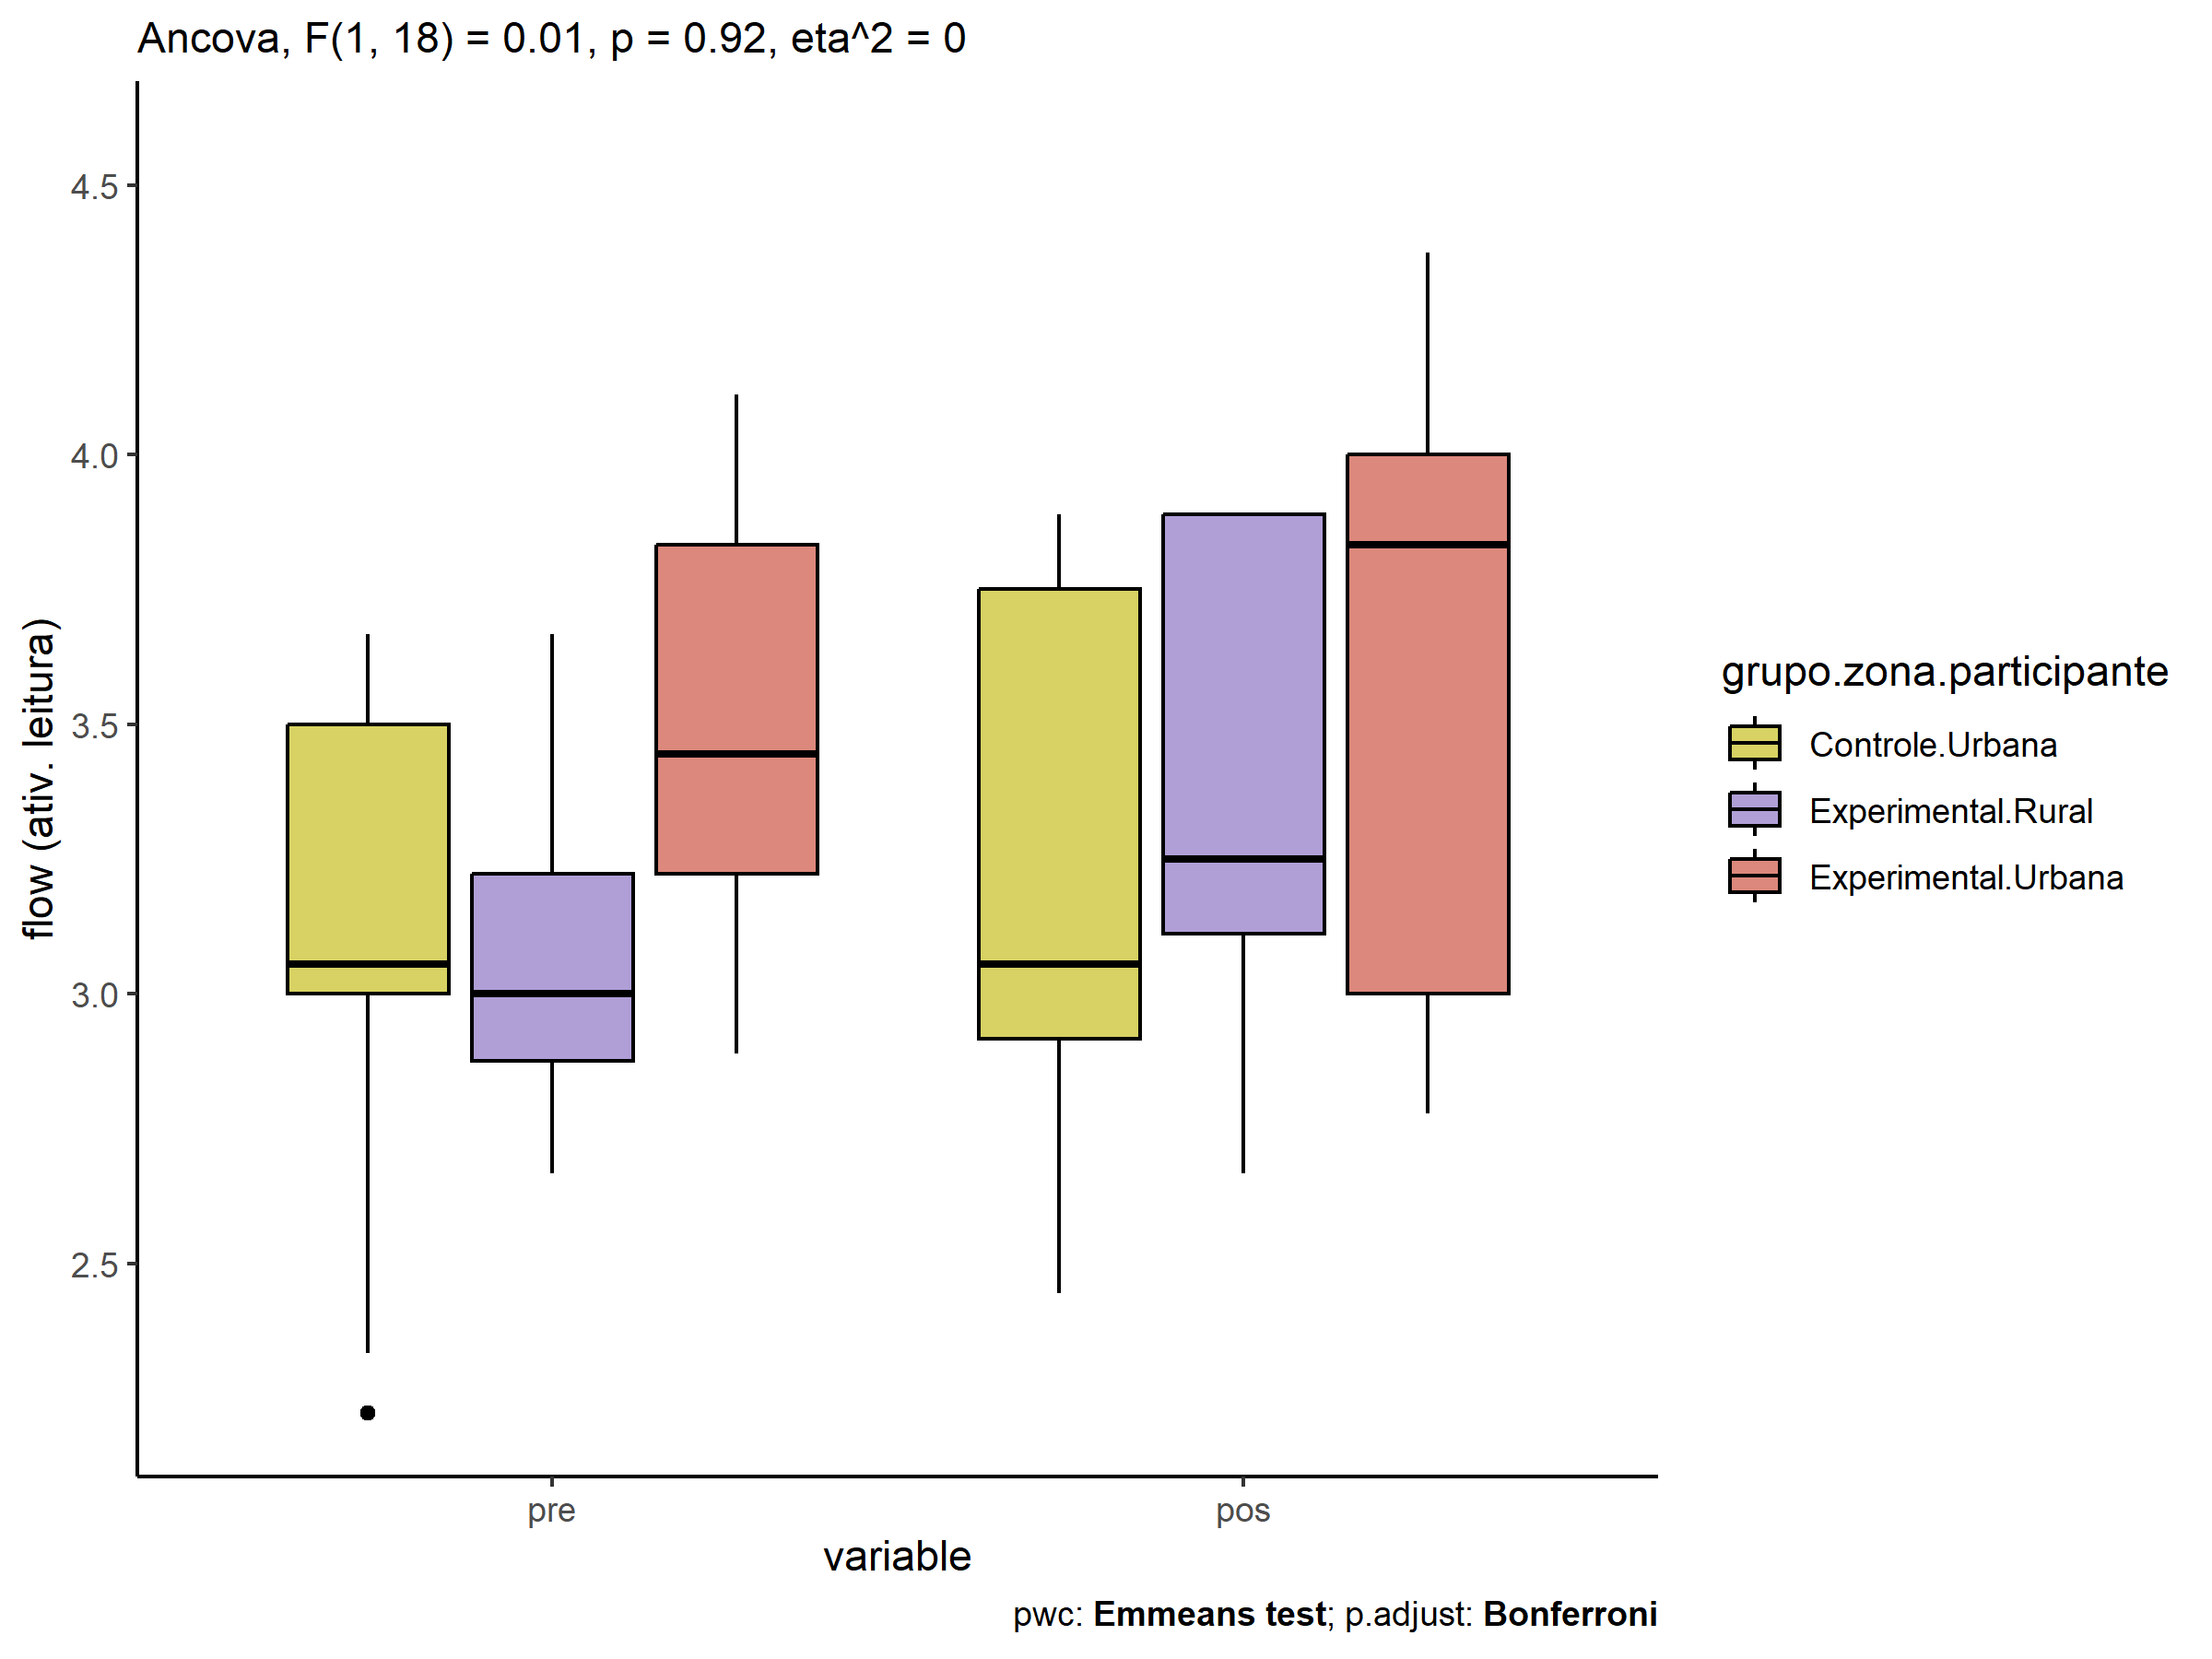 Ancova, F(1, 18) = 0.01, p = 0.92, eta^2 = 0
flow (ativ. leitura)
4.5
4.0
3.5
3.0
2.5
pre
pos
variable
grupo.zona.participante
Controle.Urbana
Experimental.Rural
Experimental.Urbana
pwc: Emmeans test; p.adjust: Bonferroni